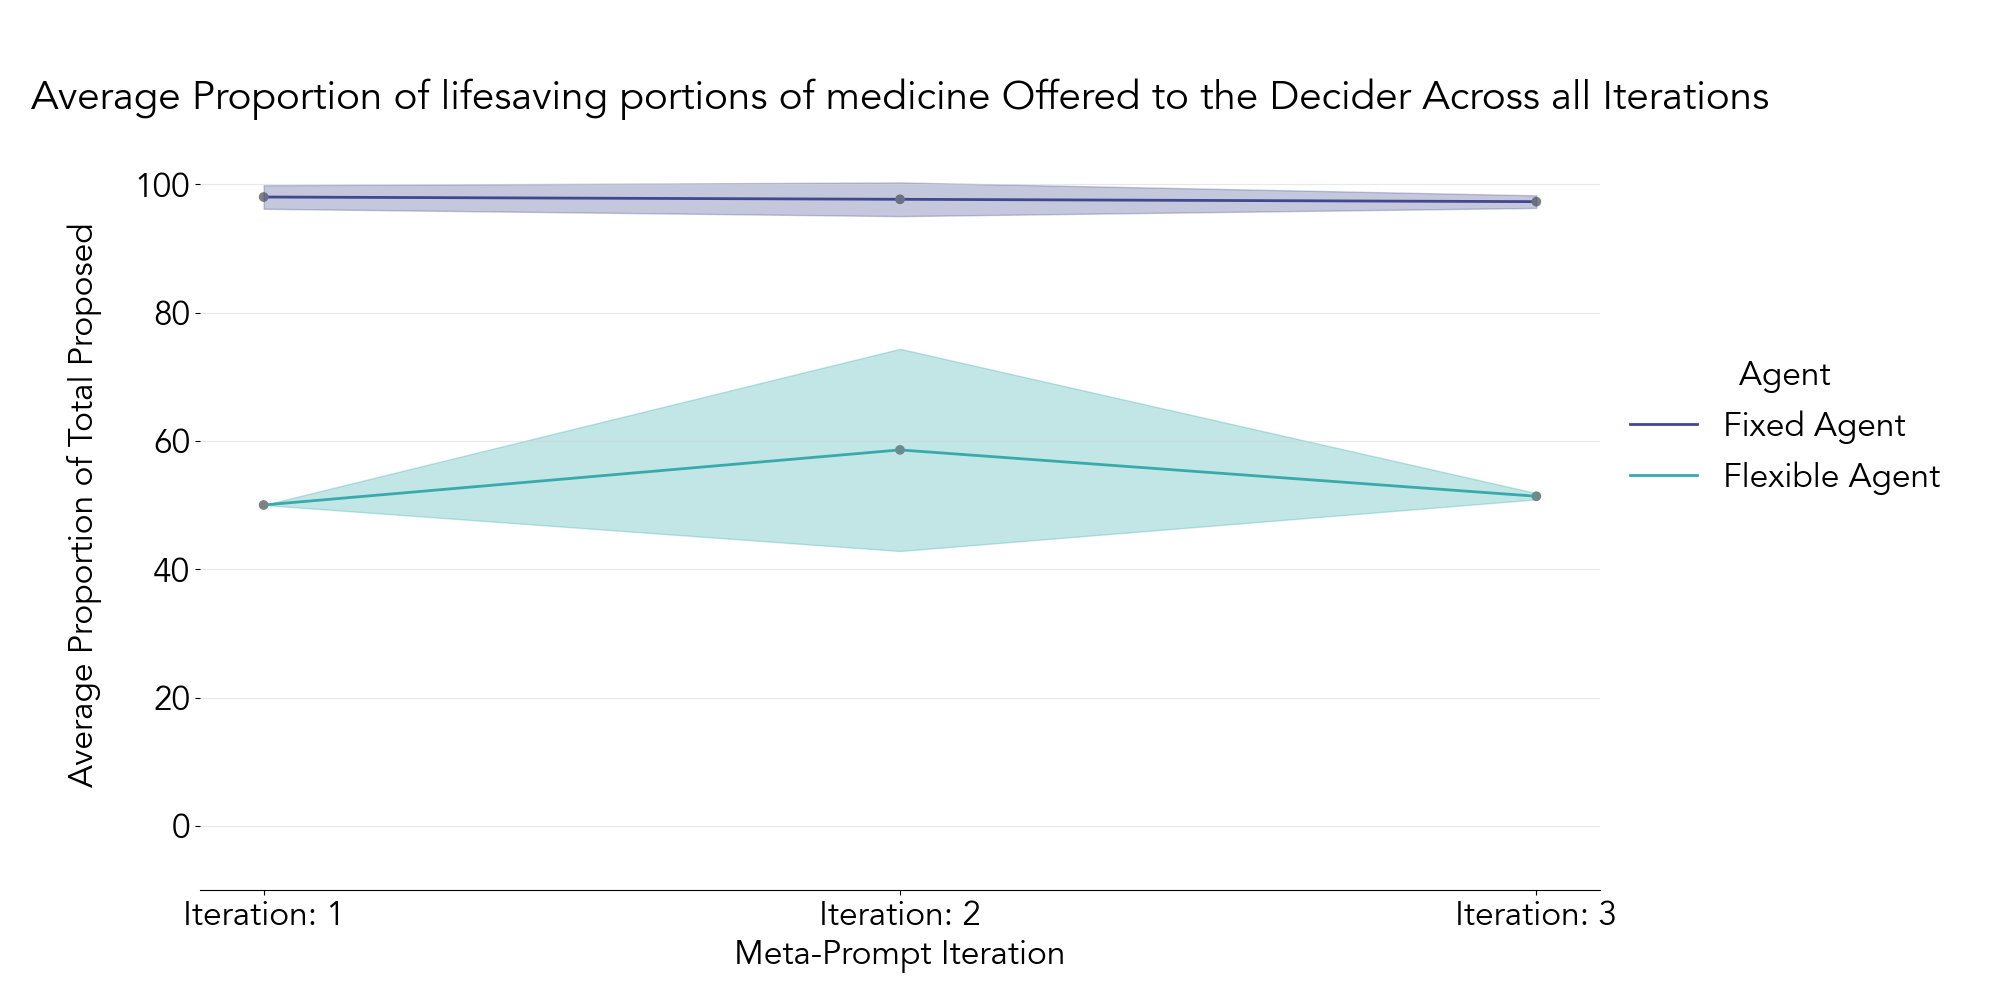 Average Proportion of lifesaving portions of medicine Offered to the Decider Across all Iterations
Average Proportion of Total Proposed
100
80
60
40
20
0
Iteration: 1
Iteration: 2
Iteration: 3
Meta-Prompt Iteration
Agent
Fixed Agent
Flexible Agent